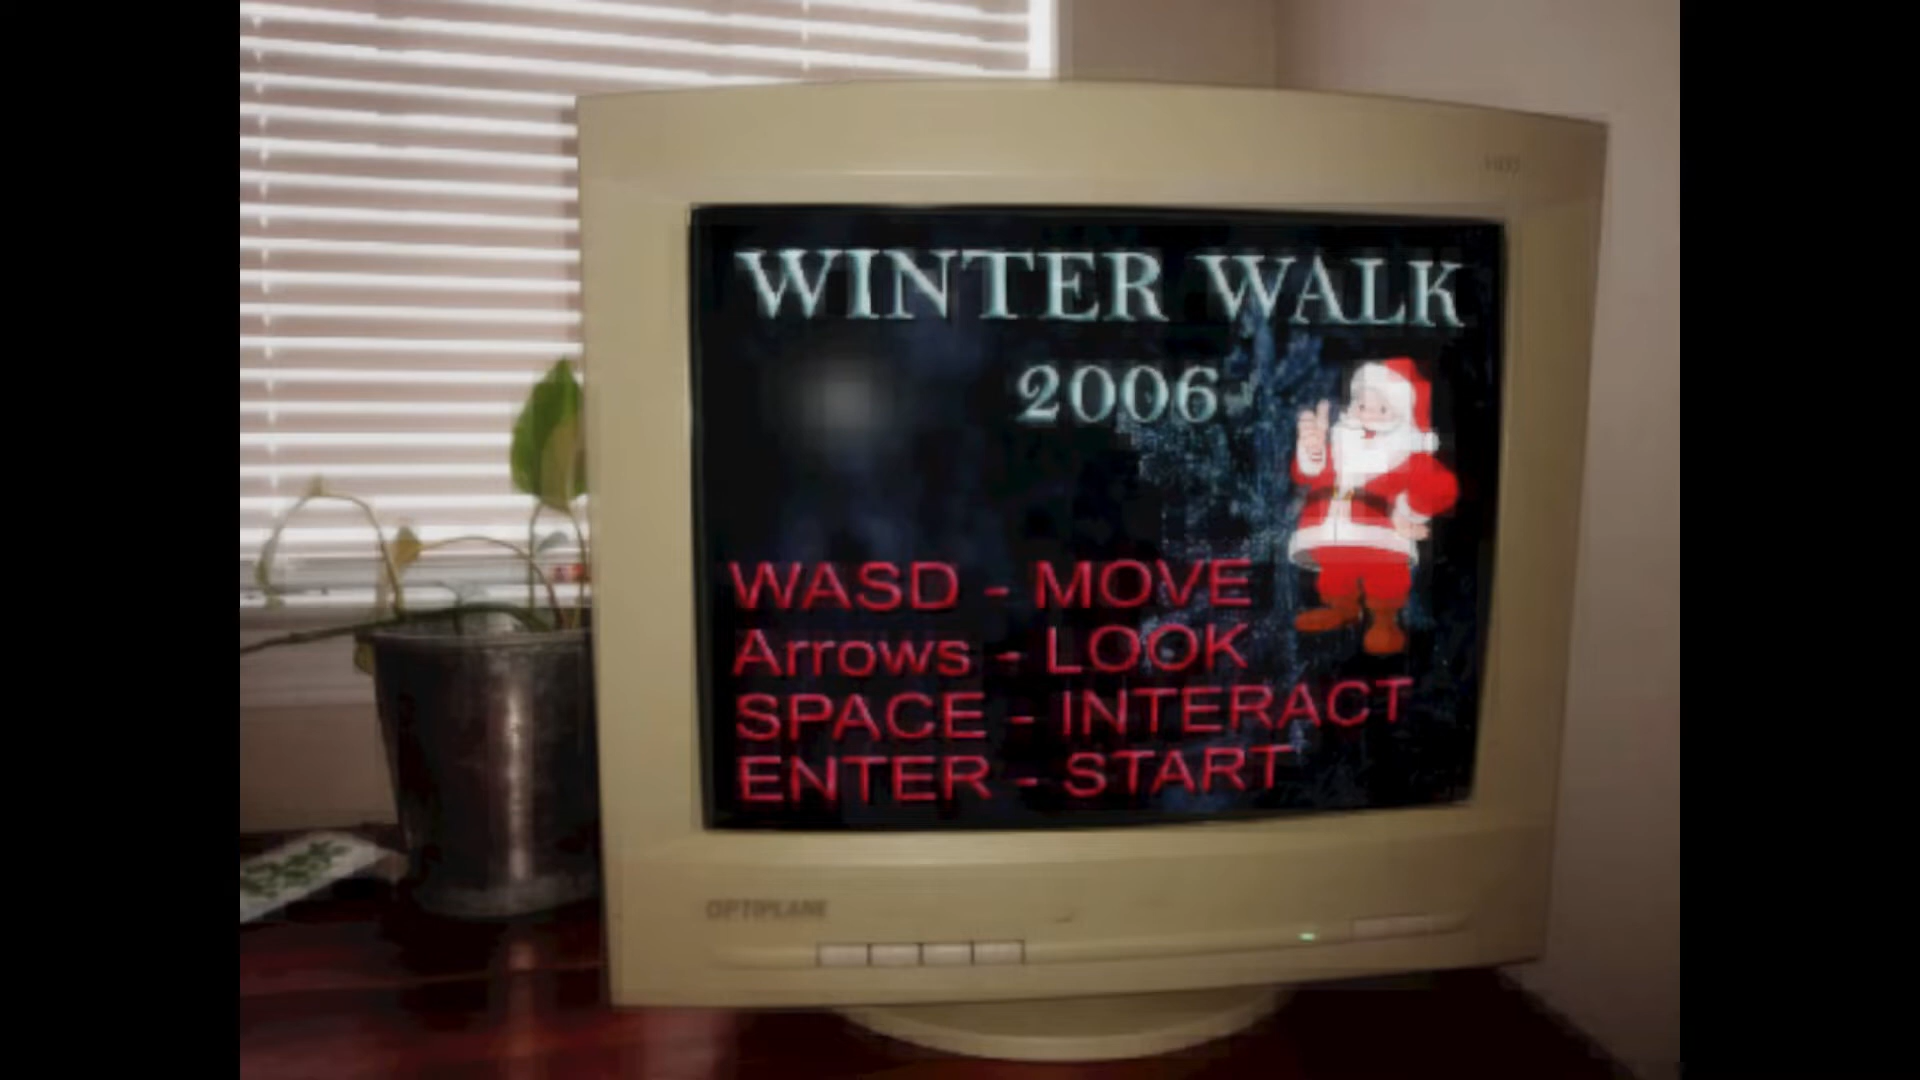 WINTER WALK
2006
WASD - MOVE
Arrows - LOOK
SPACE - INTERACT
ENTER - START
OPTIPLANE